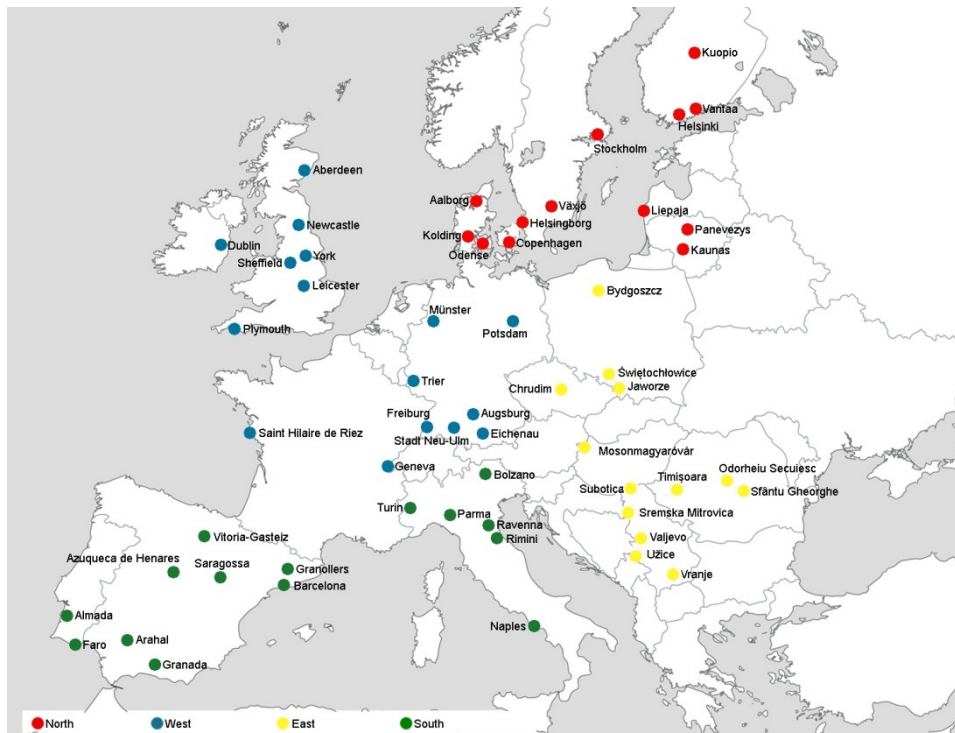 Kuopio
Vantaa
Helsinki
Stockholm
Aberdeen
Aalborg
Växjö
Liepaja
Newcastle
Helsingborg
Panevezys
Kolding
Copenhagen
Dublin
Odense
Kaunas
York
Sheffield
Leicester
Bydgoszcz
Münster
Plymouth
Potsdam
Świętochłowice
Trier
Chrudim
Jaworze
Freiburg
Augsburg
Saint Hilaire de Riez
Stadt Neu-Ulm
Eichenau
Mosonmagyaróvár
Geneva
Odorheiu Secuiesc
Bolzano
Timişoara
Subotica
Sfântu Gheorghe
Turin
Parma
Sremska Mitrovica
Ravenna
Vitoria-Gasteiz
Rimini
Valjevo
Azuqueca de Henares
Užice
Saragossa
Granollers
Vranje
Barcelona
Almada
Naples
Arahal
Faro
Granada
North West East South